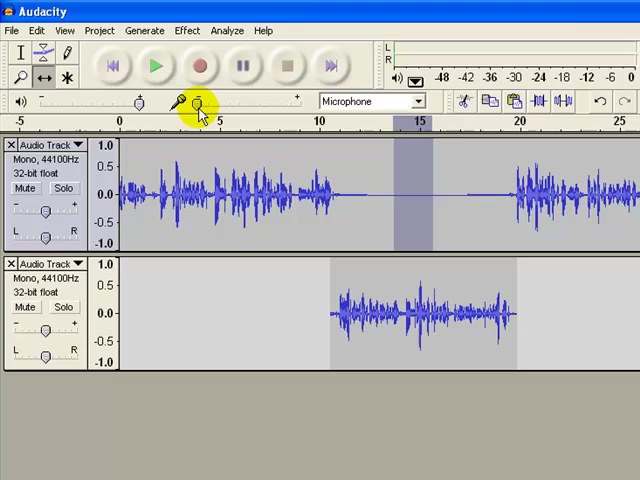 Audacity
File Edit View Project Generate Effect Analyze Help
L
R
-48 -42 -36 -30 -24 -18 -12 -6 0
- + - + Microphone
-5 0 5 10 15 20 25
X Audio Track 1.0
Mono, 44100Hz
32-bit float 0.5
Mute Solo 0.0
- +
L R -0.5
-1.0
X Audio Track 1.0
Mono, 44100Hz
32-bit float 0.5
Mute Solo 0.0
- +
L R -0.5
-1.0